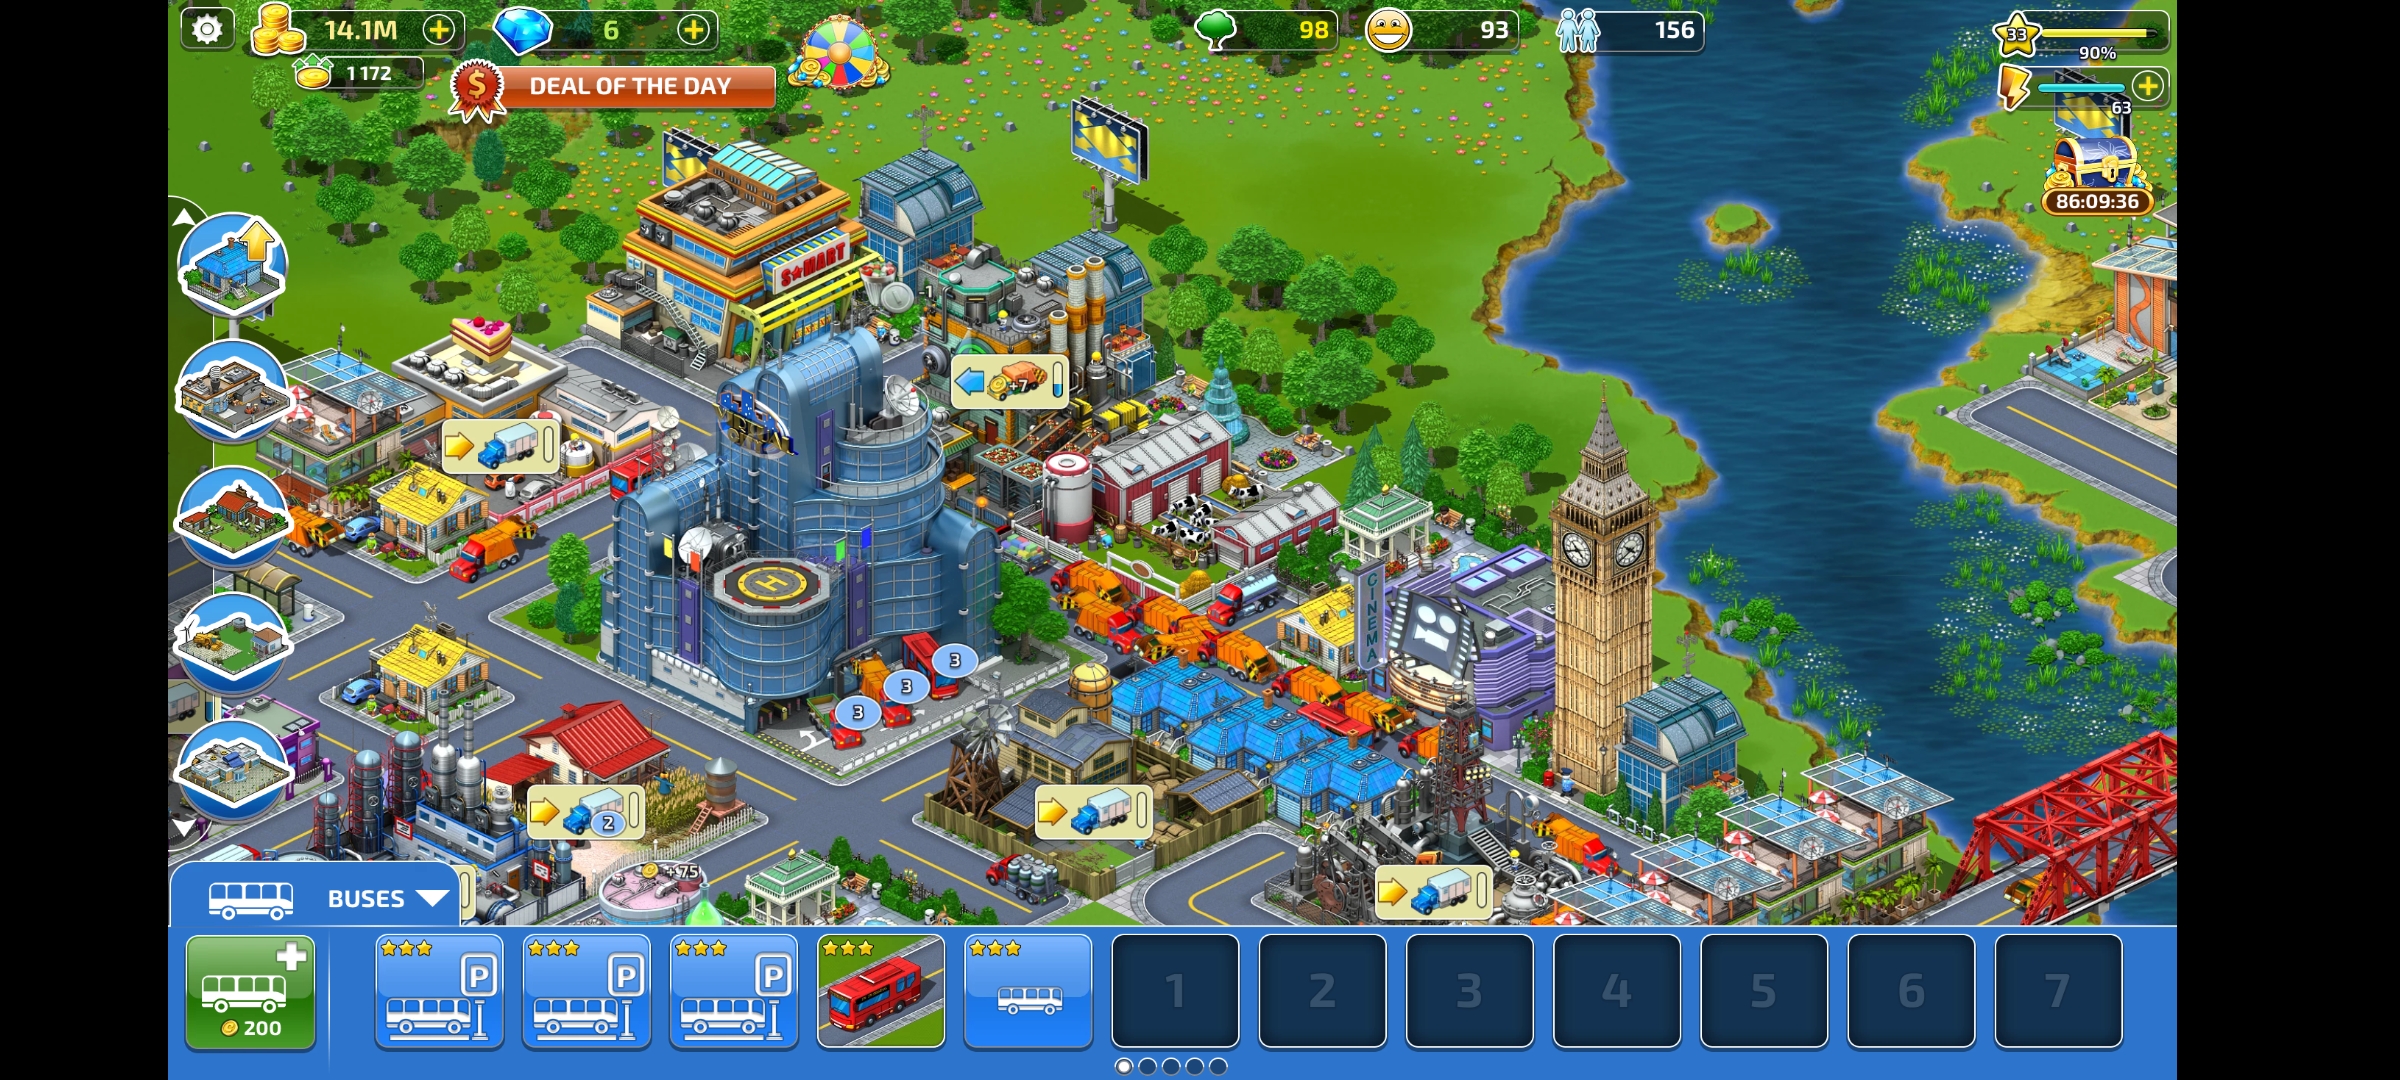 14.1M
6
98
93
156
33
90%
1 172
DEAL OF THE DAY
63
86:09:36
S★MART
+7
CINEMA
3
3
3
2
+75
BUSES
200
P
P
P
1
2
3
4
5
6
7
H